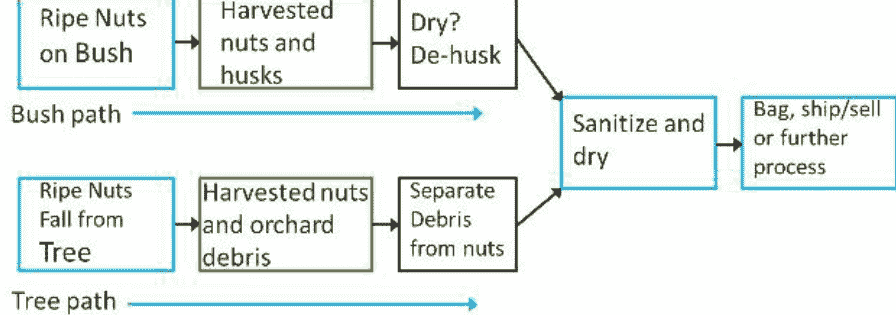 Ripe Nuts
on Bush
Harvested
nuts and
husks
Dry?
De-husk
Bush path
Sanitize and
dry
Bag, ship/sell
or further
process
Ripe Nuts
Fall from
Tree
Harvested nuts
and orchard
debris
Separate
Debris
from nuts
Tree path